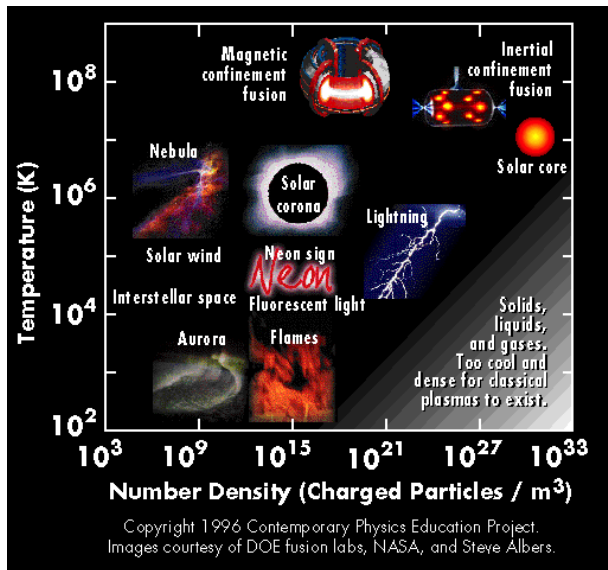 Magnetic
confinement
fusion
Inertial
confinement
fusion
10⁸
Solar core
Nebula
Solar
corona
10⁶
Lightning
Temperature (K)
Solar wind
Neon sign
Neon
Interstellar space
Fluorescent light
10⁴
Aurora
Flames
Solids,
liquids,
and gases.
Too cool and
dense for classical
plasmas to exist.
10²
10³ 10⁹ 10¹⁵ 10²¹ 10²⁷ 10³³
Number Density (Charged Particles / m³)
Copyright 1996 Contemporary Physics Education Project.
Images courtesy of DOE fusion labs, NASA, and Steve Albers.